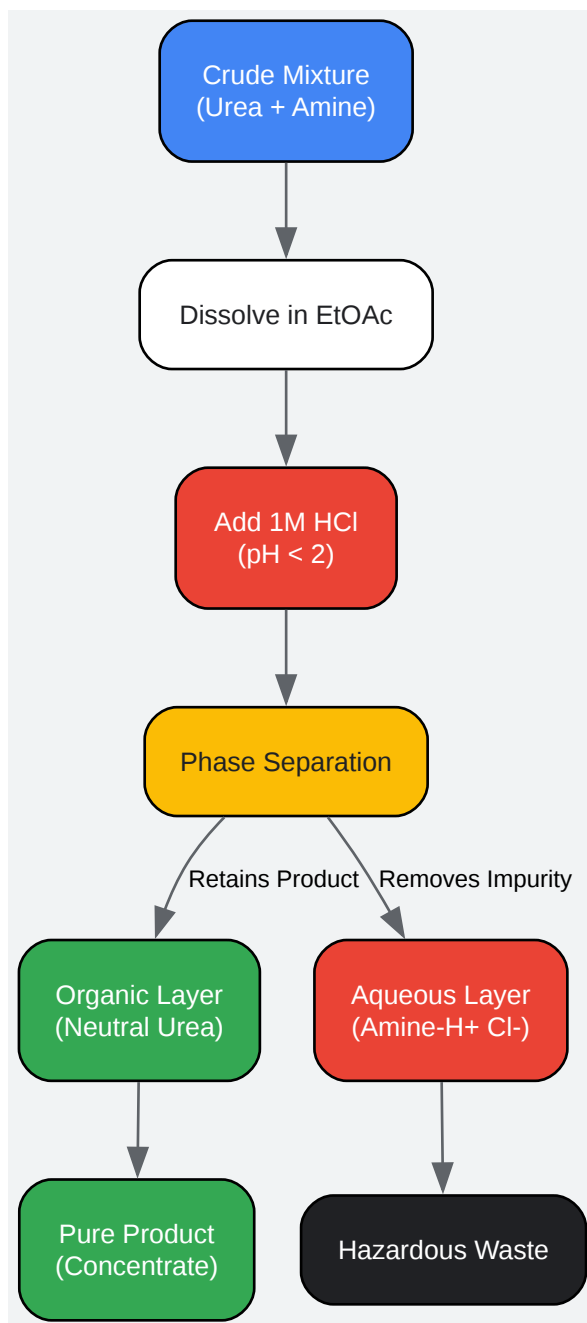 Crude Mixture
(Urea + Amine)
Dissolve in EtOAc
Add 1M HCl
(pH < 2)
Phase Separation
Retains Product
Removes Impurity
Organic Layer
(Neutral Urea)
Aqueous Layer
(Amine-H+ Cl-)
Pure Product
(Concentrate)
Hazardous Waste